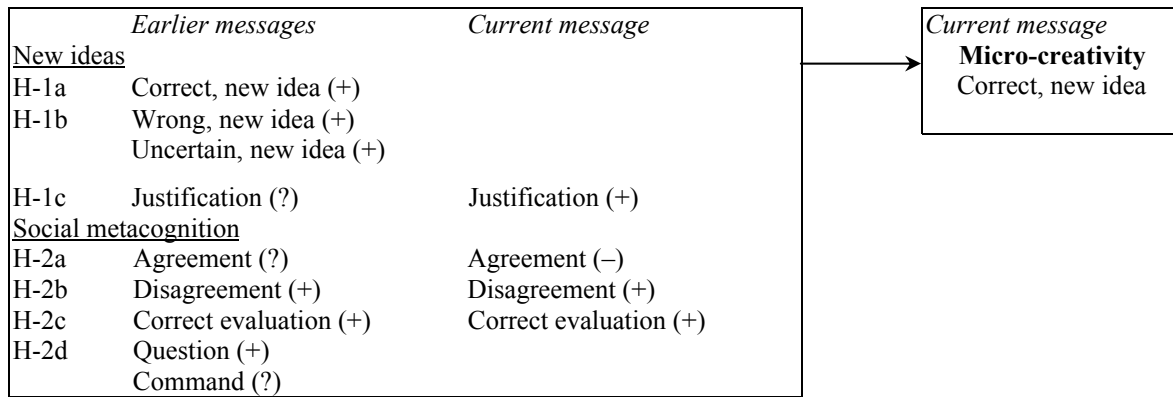 Earlier messages Current message
New ideas
H-1a Correct, new idea (+)
H-1b Wrong, new idea (+)
Uncertain, new idea (+)
H-1c Justification (?) Justification (+)
Social metacognition
H-2a Agreement (?) Agreement (–)
H-2b Disagreement (+) Disagreement (+)
H-2c Correct evaluation (+) Correct evaluation (+)
H-2d Question (+)
Command (?)
Current message
Micro-creativity
Correct, new idea